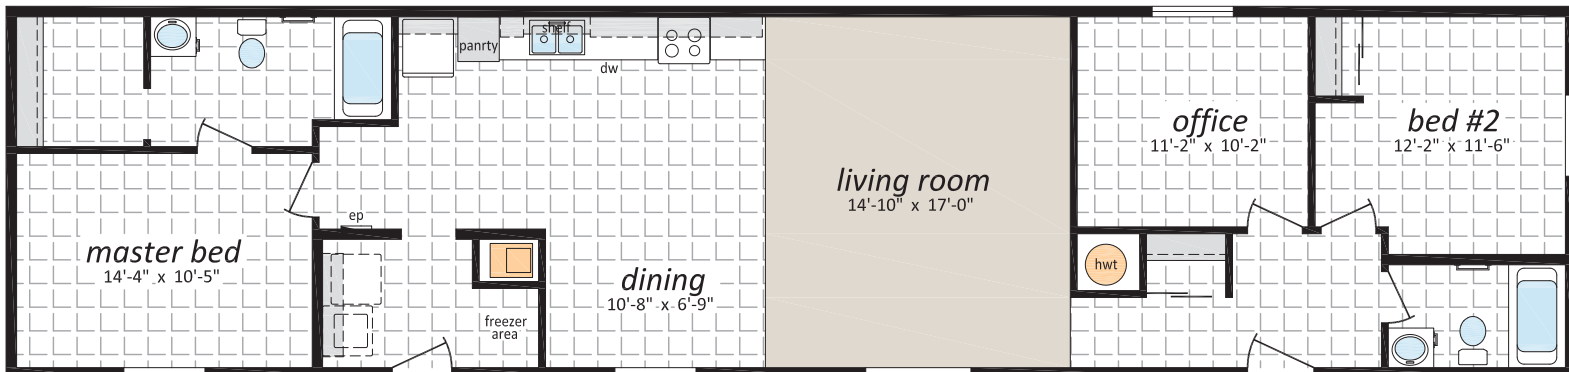 shelf
panrty
dw
office
11'-2" x 10'-2"
bed #2
12'-2" x 11'-6"
living room
14'-10" x 17'-0"
ep
master bed
14'-4" x 10'-5"
hwt
dining
10'-8" x 6'-9"
freezer
area